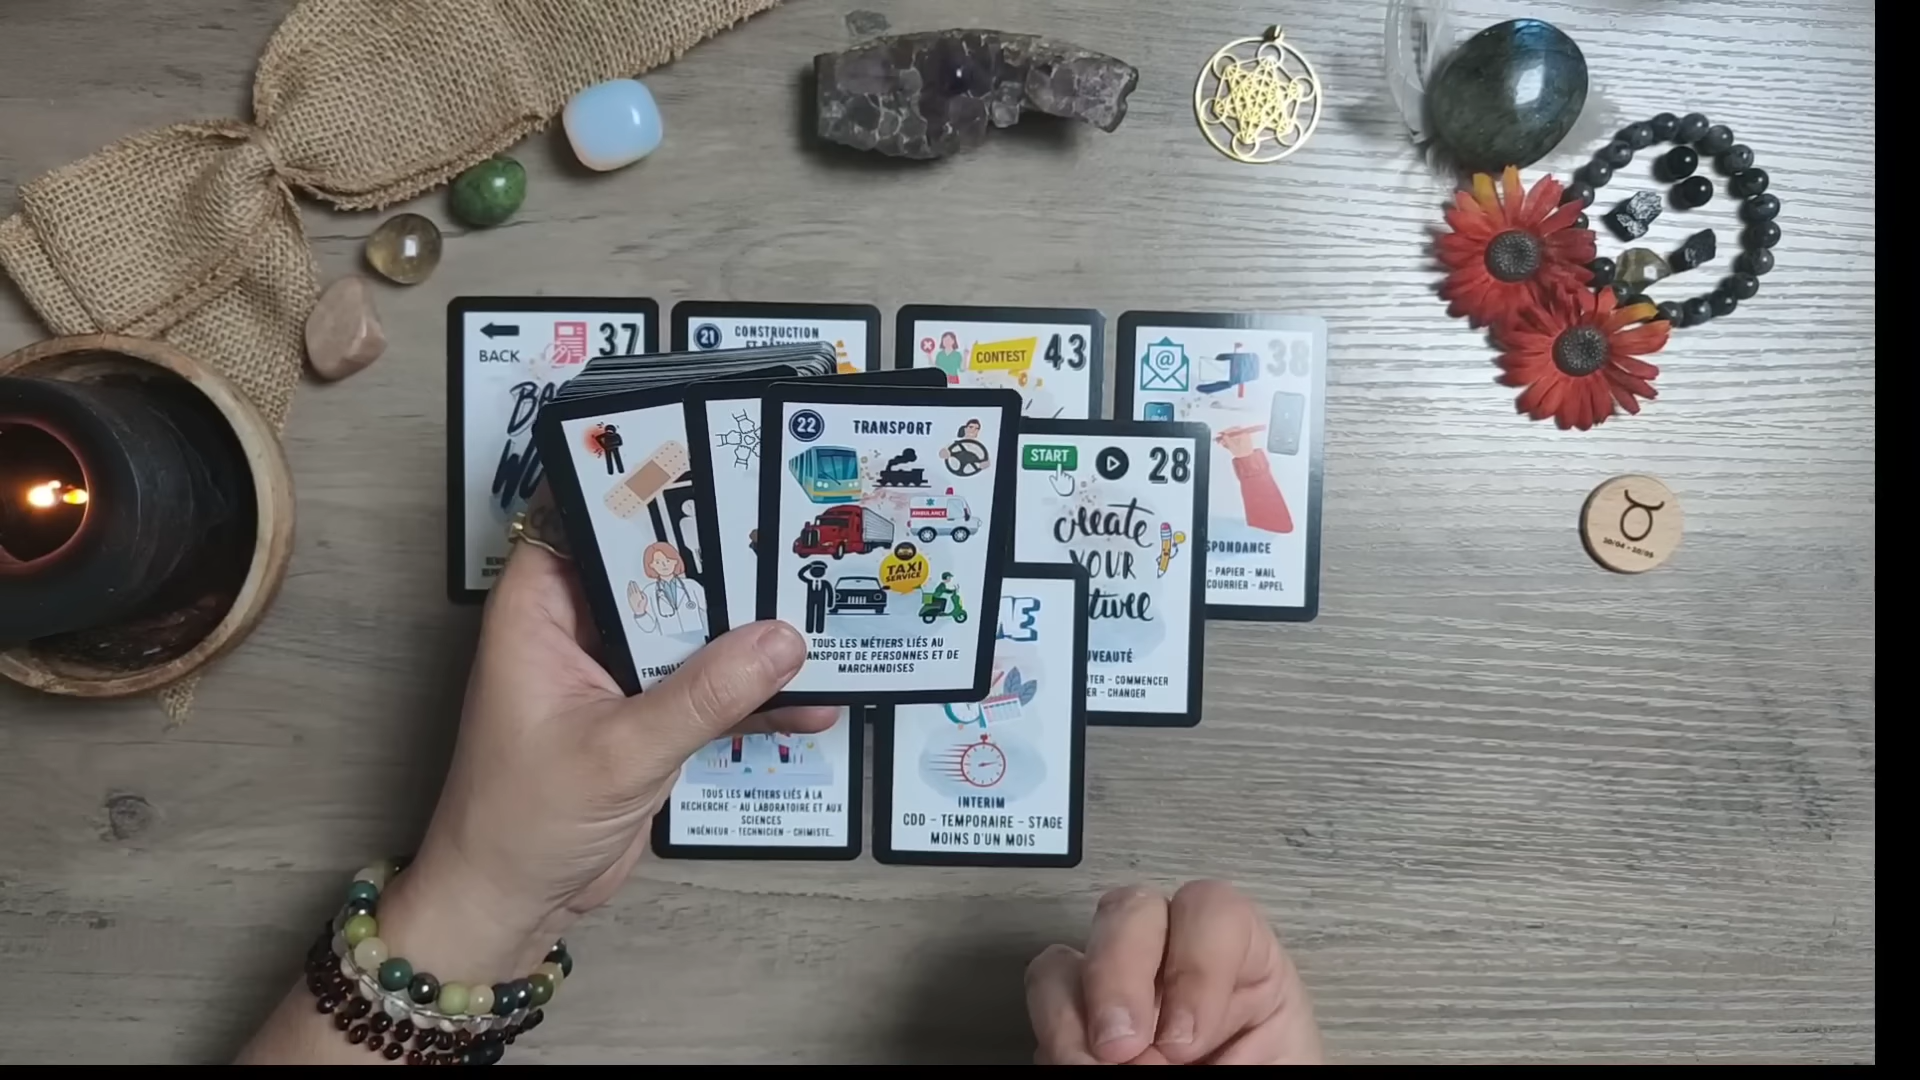 BACK
37
21
CONSTRUCTION
CONTEST
43
@
38
START
28
create
YOUR
22
TRANSPORT
AMBULANCE
TAXI
SERVICE
TOUS LES MÉTIERS LIÉS AU
DE PERSONNES ET DE
MARCHANDISES
- PAPIER - MAIL
COURRIER - APPEL
- COMMENCER
- CHANGER
TOUS LES MÉTIERS LIÉS À LA
RECHERCHE - AU LABORATOIRE ET AUX
SCIENCES
INGÉNIEUR - TECHNICIEN - CHIMISTE...
INTERIM
CDD - TEMPORAIRE - STAGE
MOINS D'UN MOIS